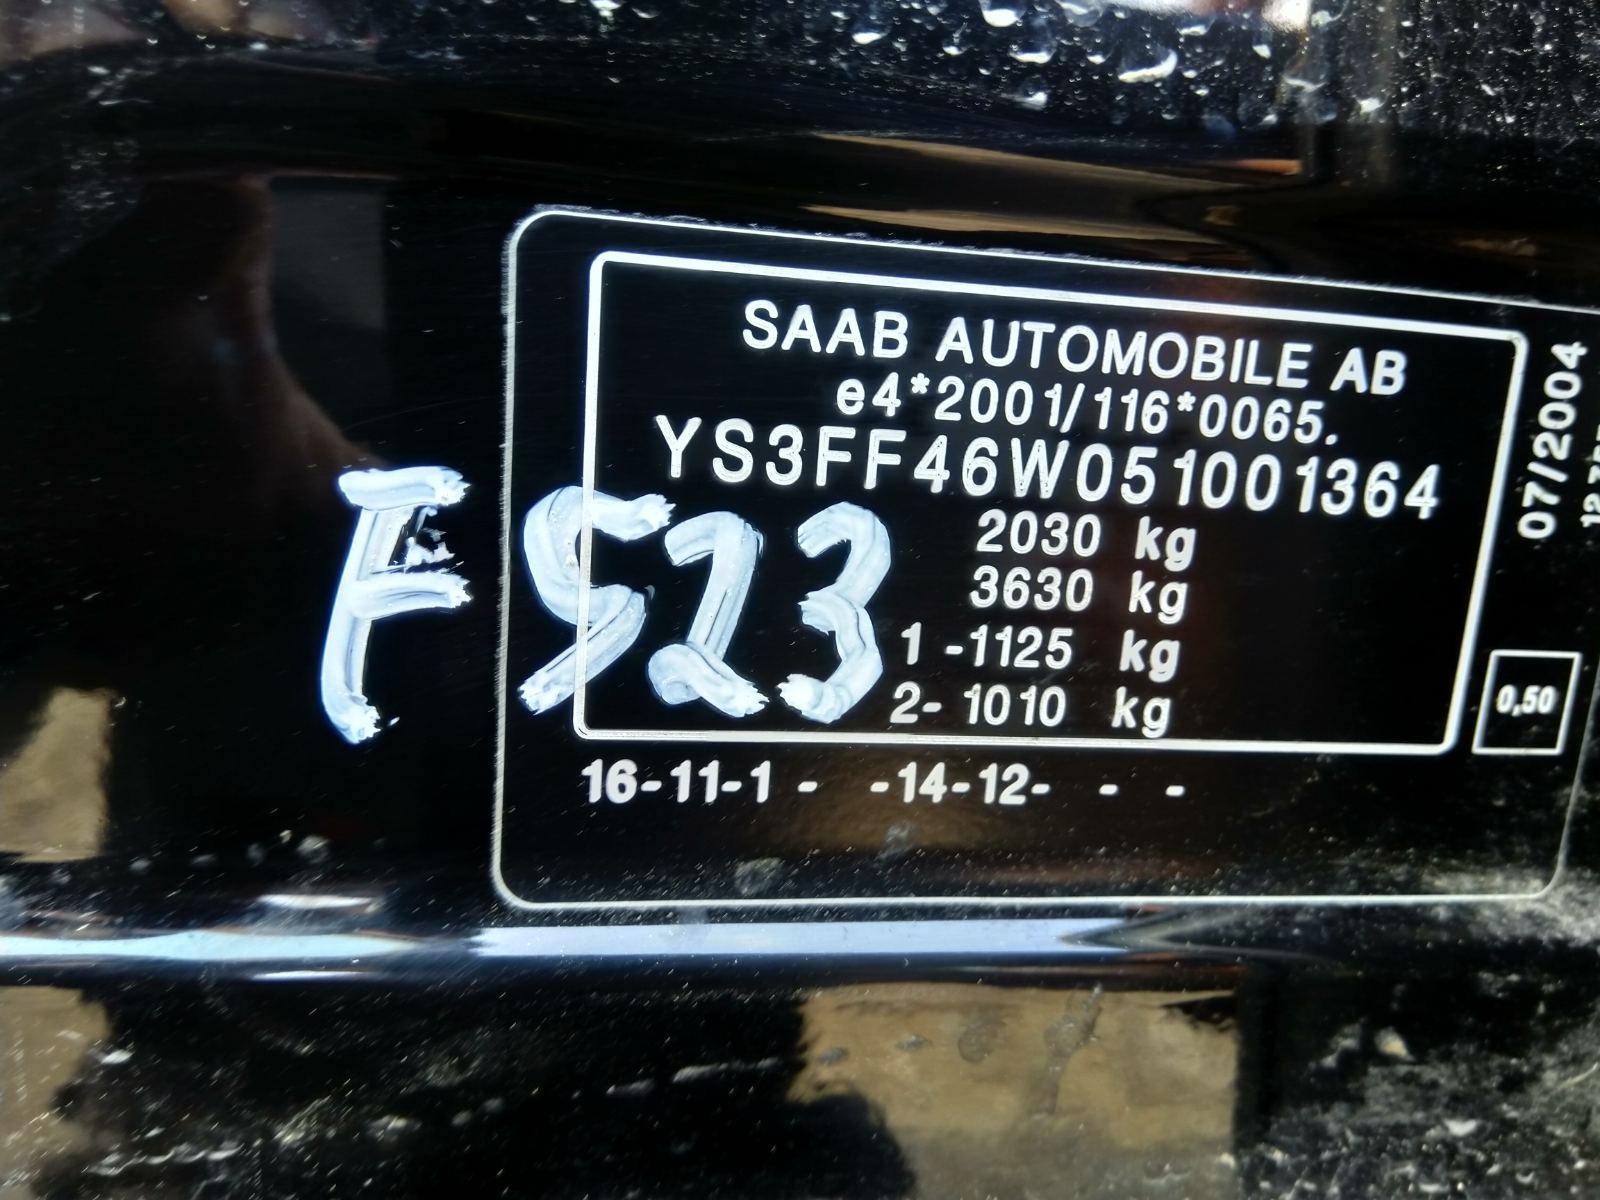 SAAB AUTOMOBILE AB
e4*2001/116*0065.
YS3FF46W051001364
2030 kg
3630 kg
1 -1125 kg
2- 1010 kg
F523
16-11-1 - -14-12- - -
07/2004
0,50